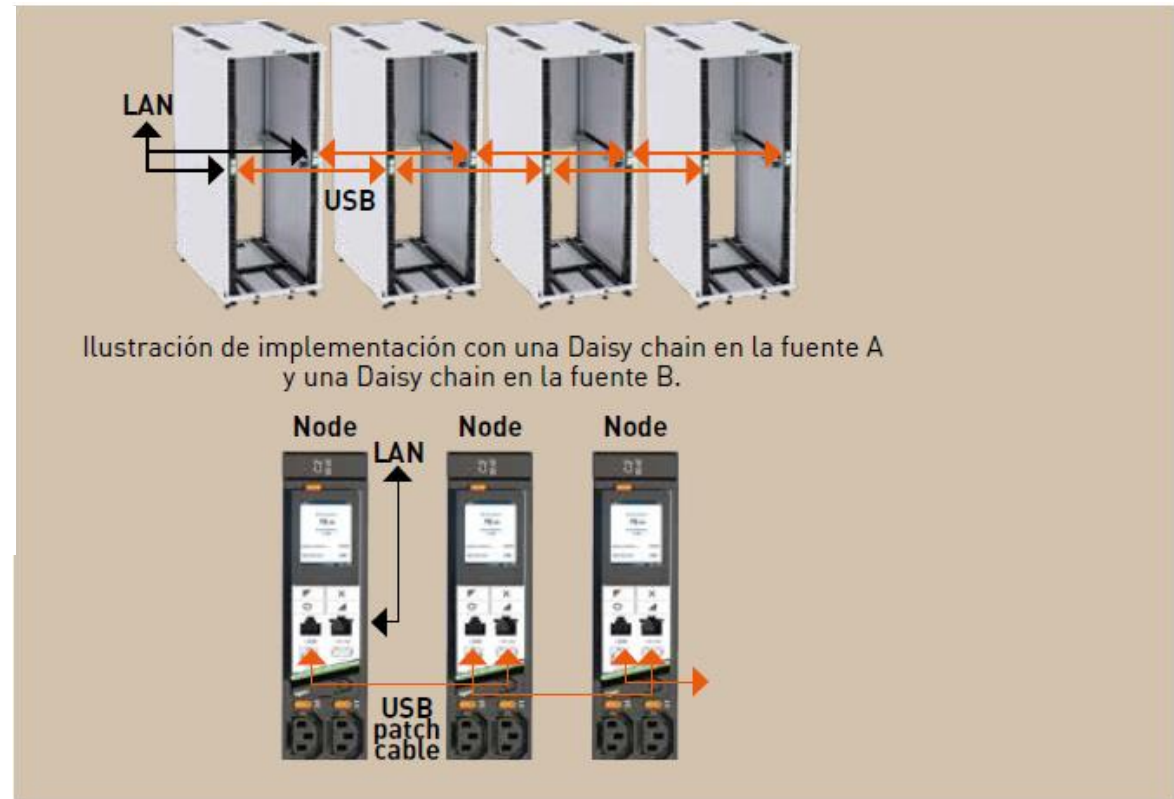 LAN
USB
Ilustración de implementación con una Daisy chain en la fuente A
y una Daisy chain en la fuente B.
Node Node Node
LAN
USB
patch
cable